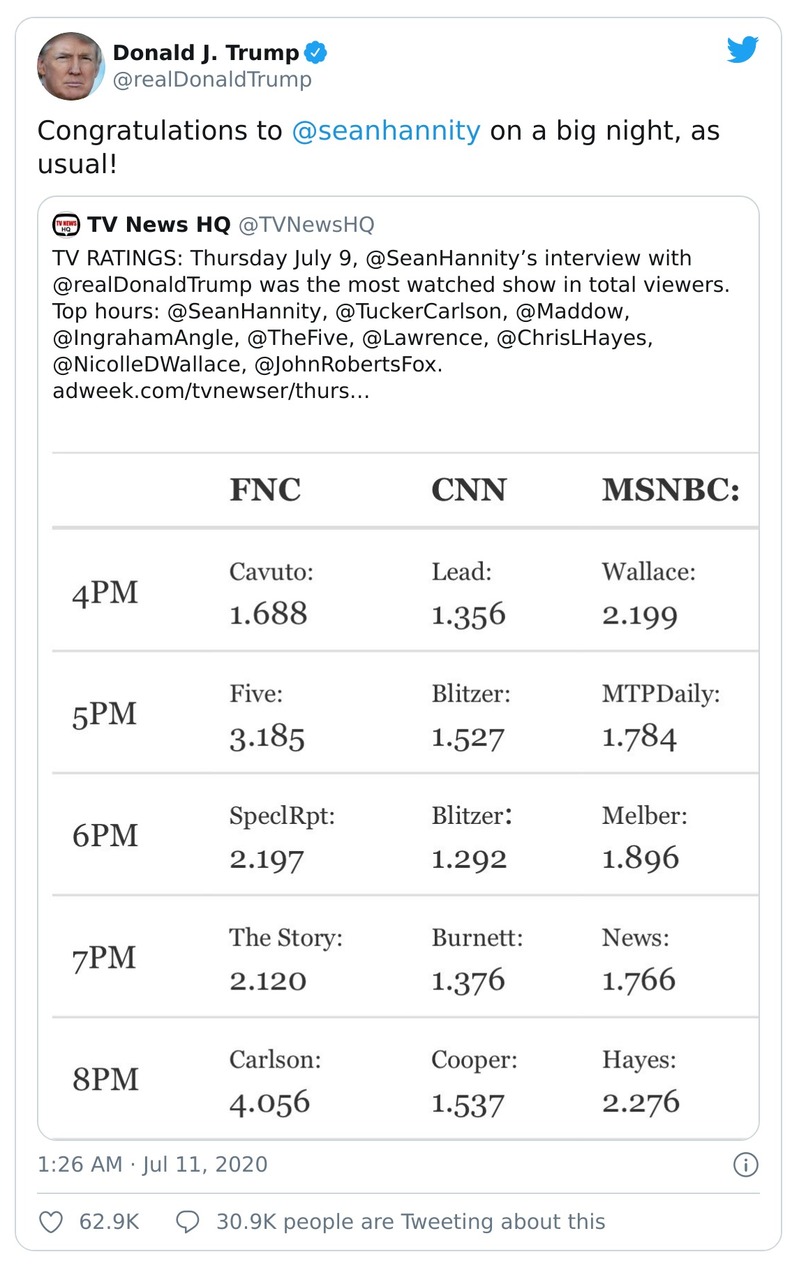 Donald J. Trump
@realDonaldTrump
Congratulations to @seanhannity on a big night, as
usual!
TV NEWS
HQ
TV News HQ @TVNewsHQ
TV RATINGS: Thursday July 9, @SeanHannity’s interview with
@realDonaldTrump was the most watched show in total viewers.
Top hours: @SeanHannity, @TuckerCarlson, @Maddow,
@IngrahamAngle, @TheFive, @Lawrence, @ChrisLHayes,
@NicolleDWallace, @JohnRobertsFox.
adweek.com/tvnewser/thurs…
FNC CNN MSNBC:
Cavuto: Lead: Wallace:
4PM
1.688 1.356 2.199
Five: Blitzer: MTPDaily:
5PM
3.185 1.527 1.784
SpeclRpt: Blitzer: Melber:
6PM
2.197 1.292 1.896
The Story: Burnett: News:
7PM
2.120 1.376 1.766
Carlson: Cooper: Hayes:
8PM
4.056 1.537 2.276
1:26 AM · Jul 11, 2020
62.9K 30.9K people are Tweeting about this